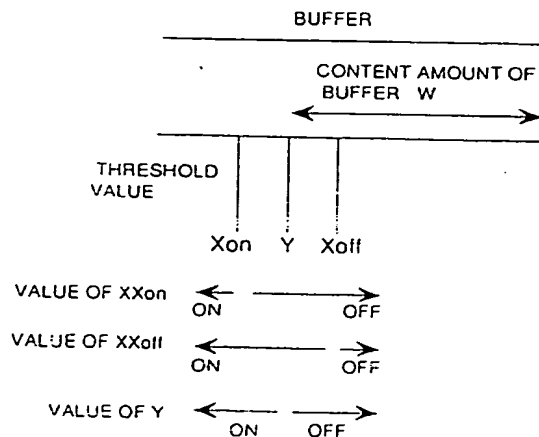 BUFFER
CONTENT AMOUNT OF
BUFFER W
THRESHOLD
VALUE
Xon Y Xoff
VALUE OF XXon
ON OFF
VALUE OF XXoff
ON OFF
VALUE OF Y
ON OFF